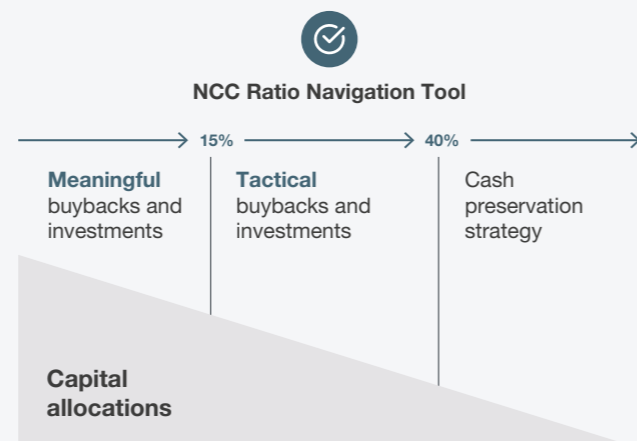 NCC Ratio Navigation Tool
15%
40%
Meaningful
buybacks and
investments
Tactical
buybacks and
investments
Cash
preservation
strategy
Capital
allocations